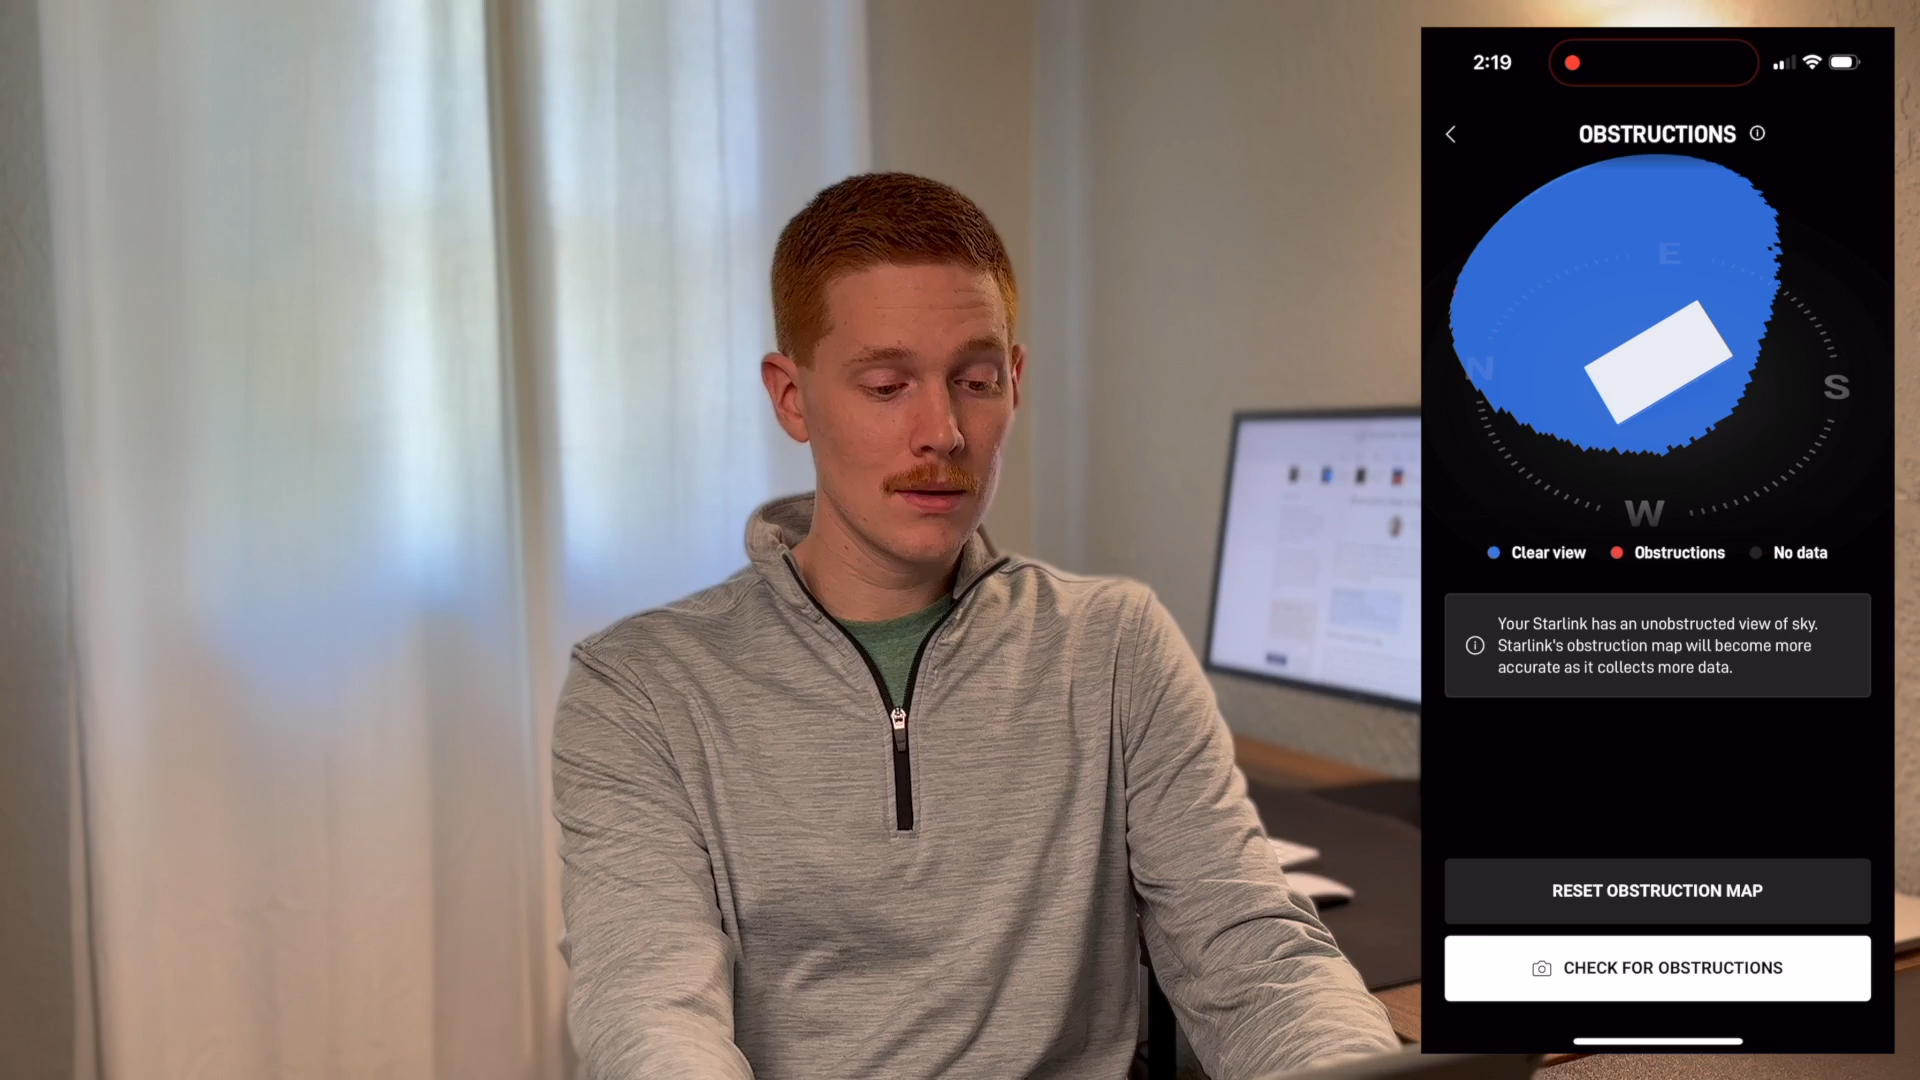 2:19
OBSTRUCTIONS
E
N
S
W
Clear view
Obstructions
No data
Your Starlink has an unobstructed view of sky.
Starlink's obstruction map will become more
accurate as it collects more data.
RESET OBSTRUCTION MAP
CHECK FOR OBSTRUCTIONS